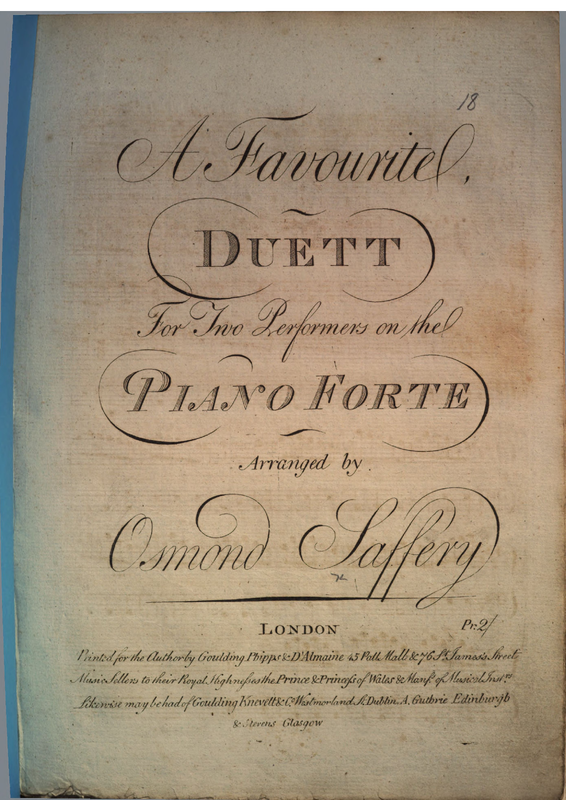 18
A Favourite,
DUETT
For Two Performers on the
PIANO FORTE
Arranged by
Osmond Saffery
LONDON
Pr. 2/
Printed for the Author by Goulding Phipps & D'Almaine 45 Pall Mall & 76 St. James's Street
Music Sellers to their Royal Highnesses the Prince & Princess of Wales & Manf. of Musical Instts.
Likewise may be had of Goulding Knevett & Co. Westmorland St. Dublin. A. Guthrie Edinburgh
& Stevens Glasgow